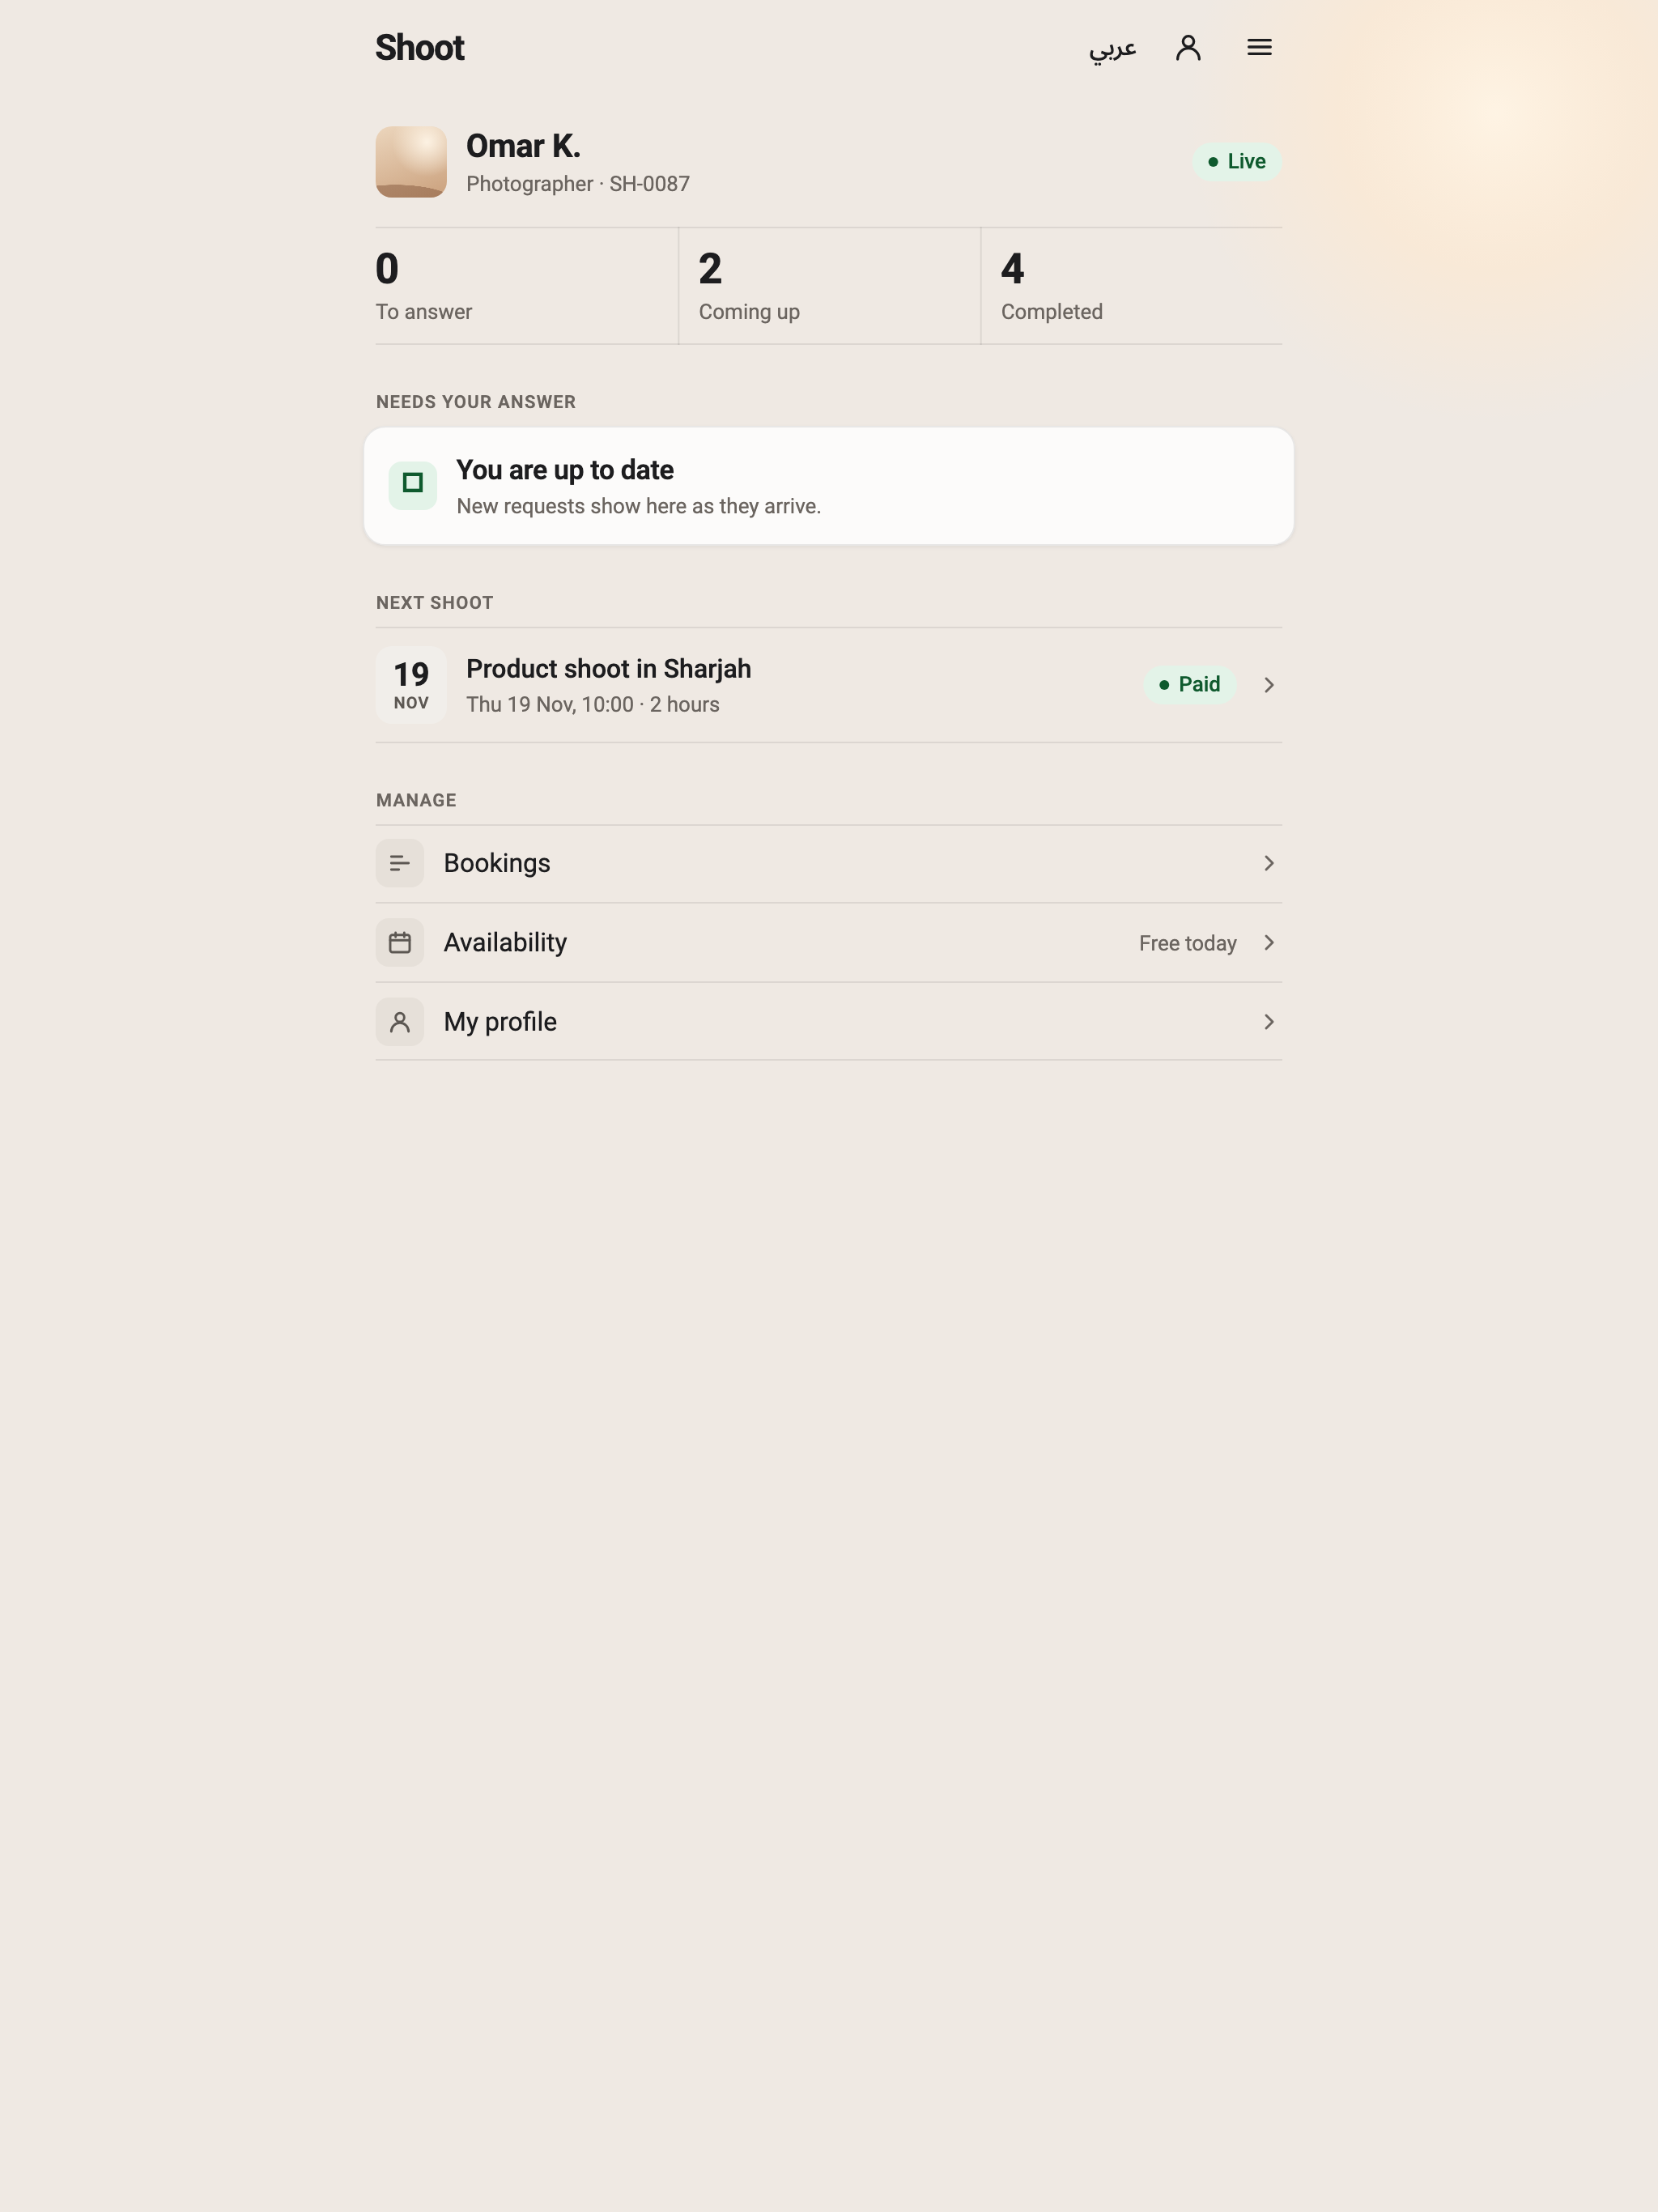 Shoot
عربي
Omar K.
Photographer · SH-0087
Live
0
To answer
2
Coming up
4
Completed
NEEDS YOUR ANSWER
You are up to date
New requests show here as they arrive.
NEXT SHOOT
19
NOV
Product shoot in Sharjah
Thu 19 Nov, 10:00 · 2 hours
Paid
MANAGE
Bookings
Availability
Free today
My profile